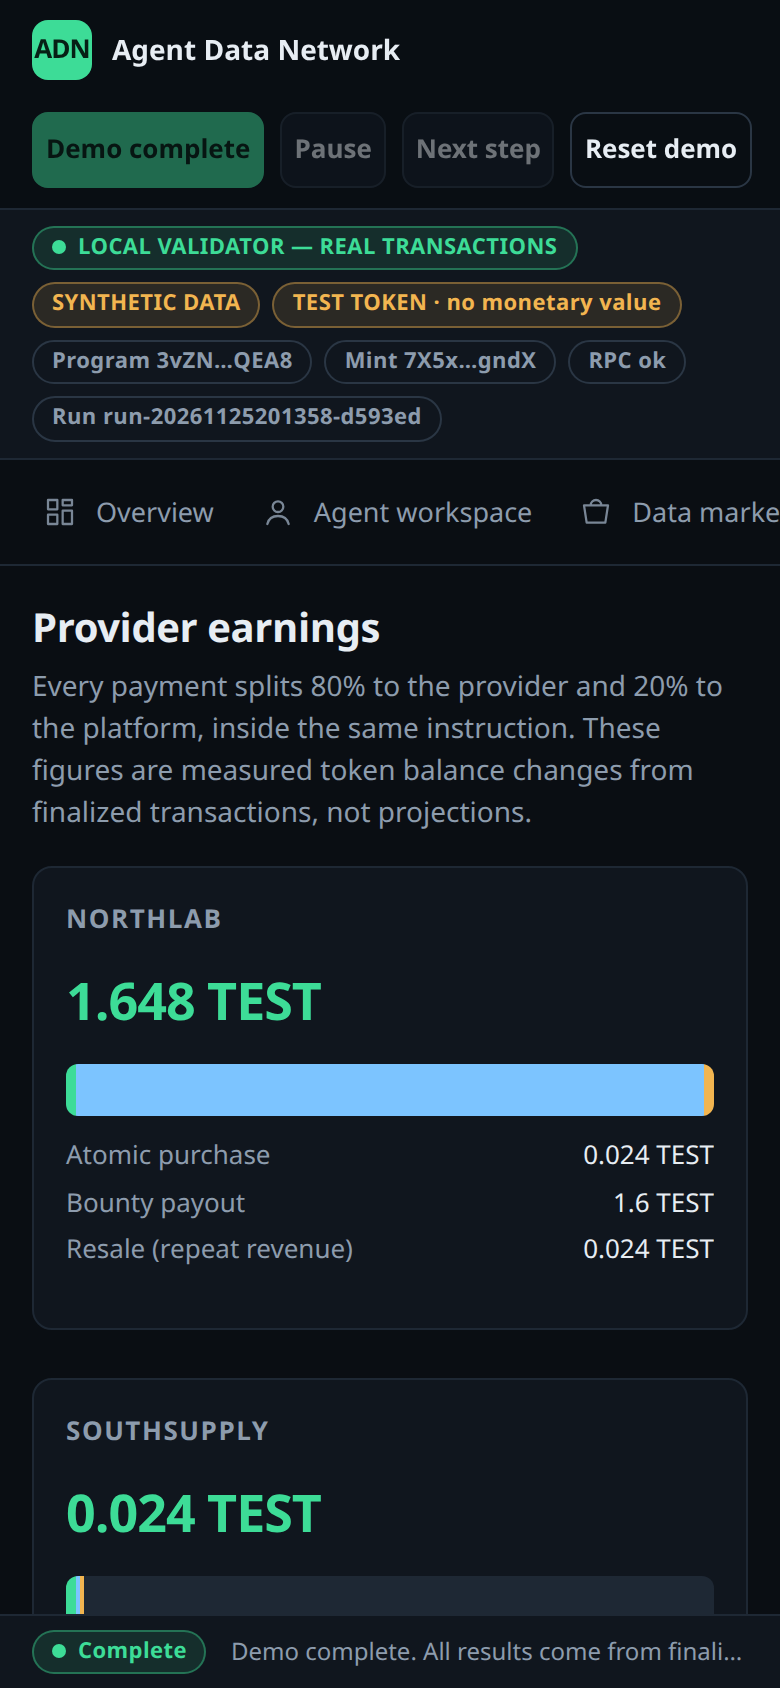 ADN Agent Data Network
Demo complete Pause Next step Reset demo
LOCAL VALIDATOR — REAL TRANSACTIONS
SYNTHETIC DATA TEST TOKEN · no monetary value
Program 3vZN…QEA8 Mint 7X5x…gndX RPC ok
Run run-20261125201358-d593ed
Overview Agent workspace Data marke
Provider earnings
Every payment splits 80% to the provider and 20% to
the platform, inside the same instruction. These
figures are measured token balance changes from
finalized transactions, not projections.
NORTHLAB
1.648 TEST
Atomic purchase 0.024 TEST
Bounty payout 1.6 TEST
Resale (repeat revenue) 0.024 TEST
SOUTHSUPPLY
0.024 TEST
Complete Demo complete. All results come from finali…